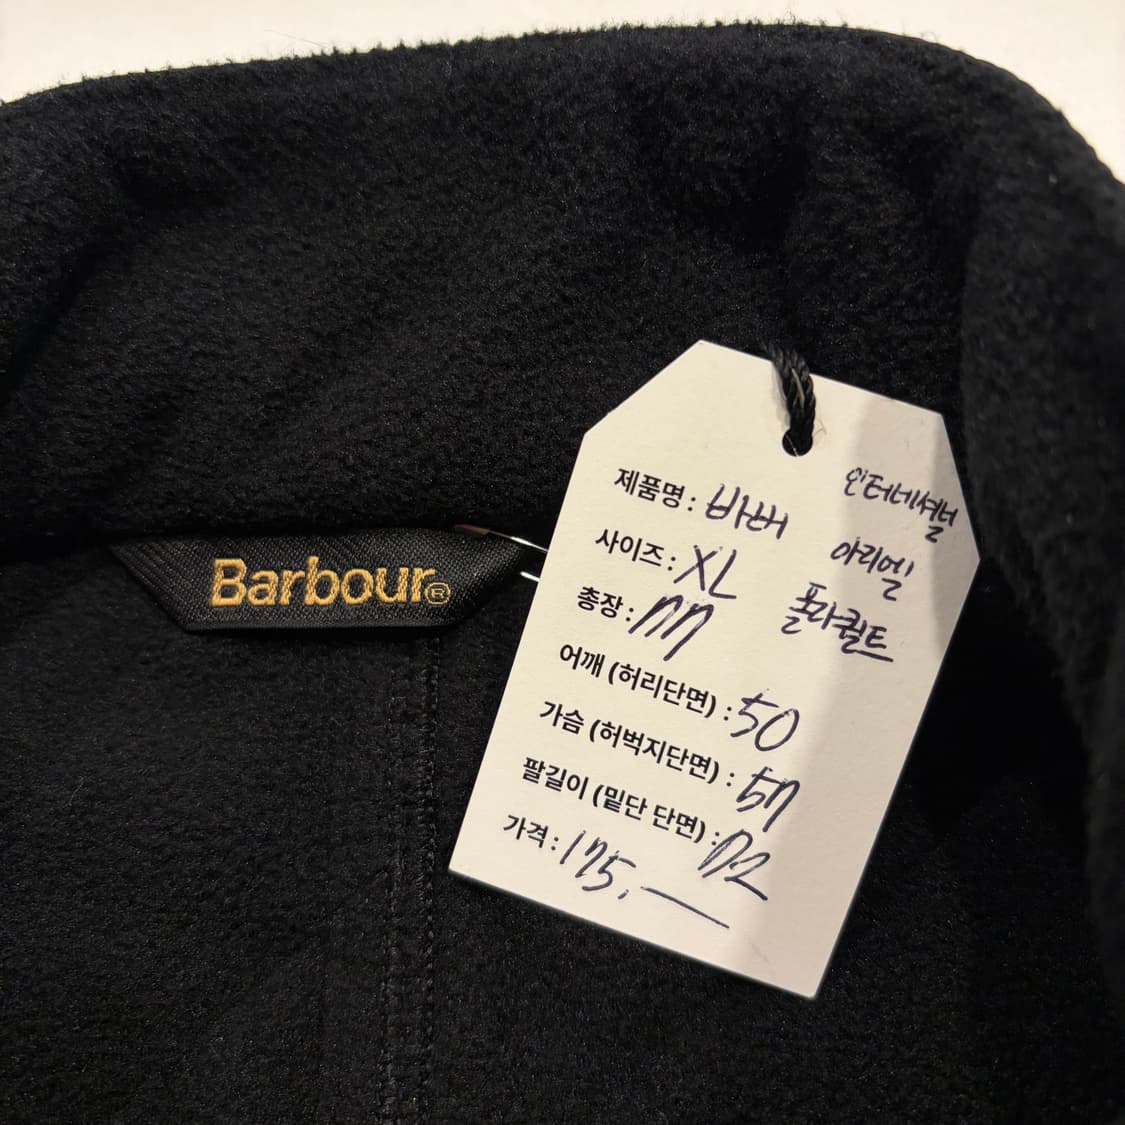 Barbour®
제품명 : 바버
인터네셔널
아리엘
폴라퀼트
사이즈 : XL
총장 : 77
어깨 (허리단면) : 50
가슴 (허벅지단면) : 57
팔길이 (밑단 단면) :
가격 : 175,—